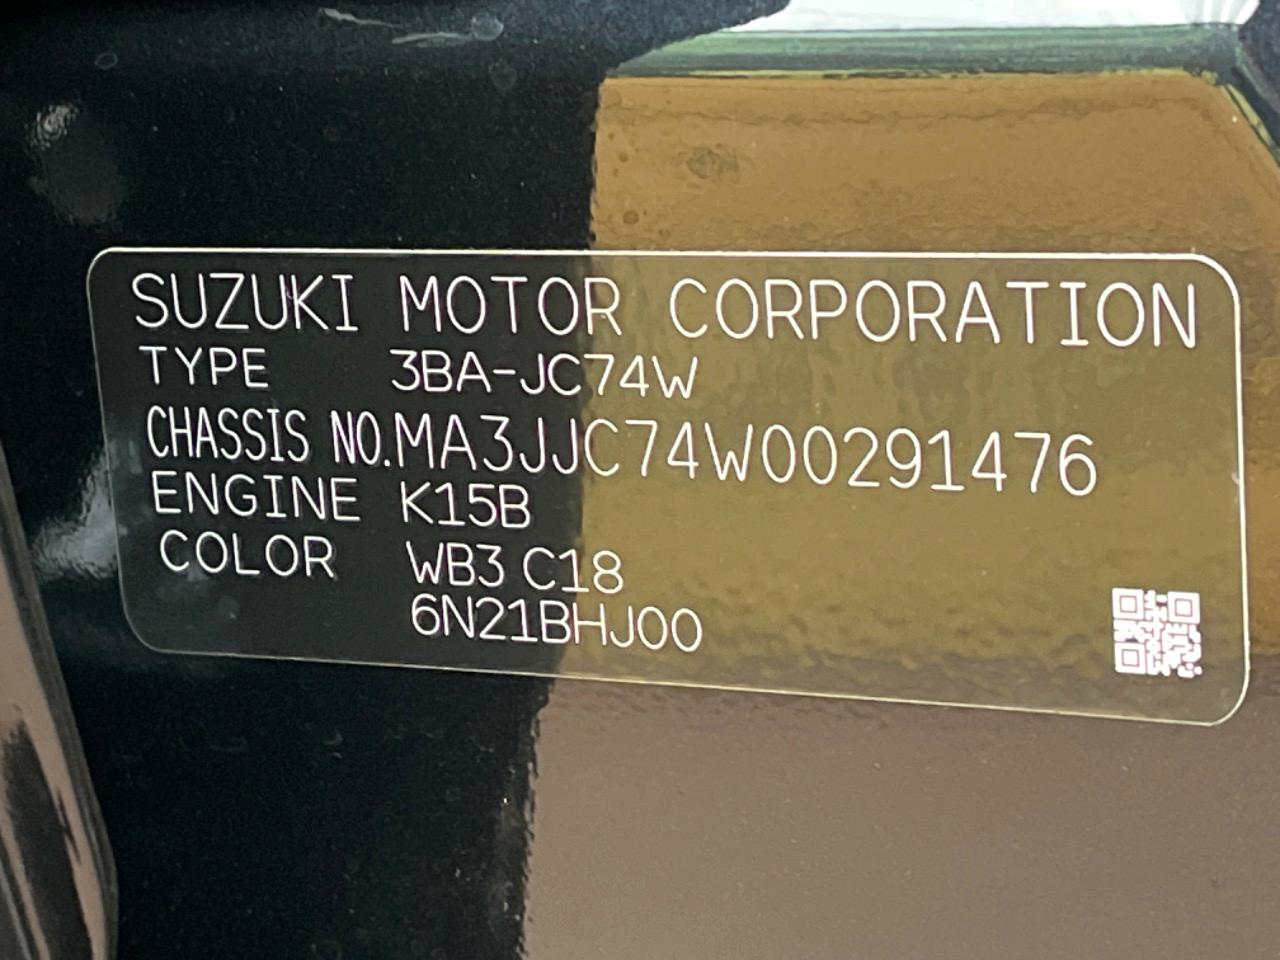 SUZUKI MOTOR CORPORATION
TYPE 3BA-JC74W
CHASSIS NO. MA3JJC74W00291476
ENGINE K15B
COLOR WB3 C18
6N21BHJ00